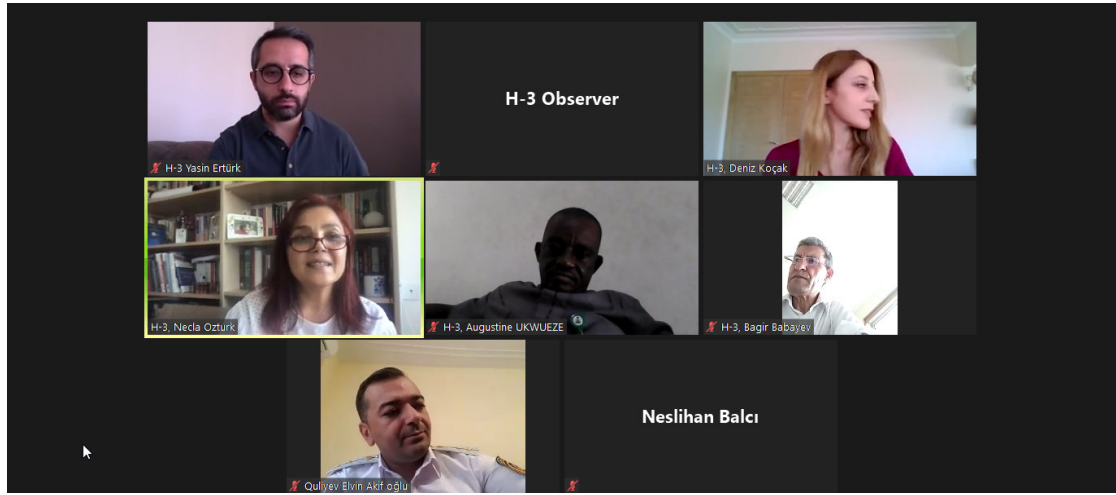 H-3 Yasin Ertürk
H-3 Observer
H-3, Deniz Koçak
H-3, Necla Ozturk
H-3, Augustine UKWUEZE
H-3, Bagir Babayev
Quliyev Elvin Akif oğlu
Neslihan Balcı